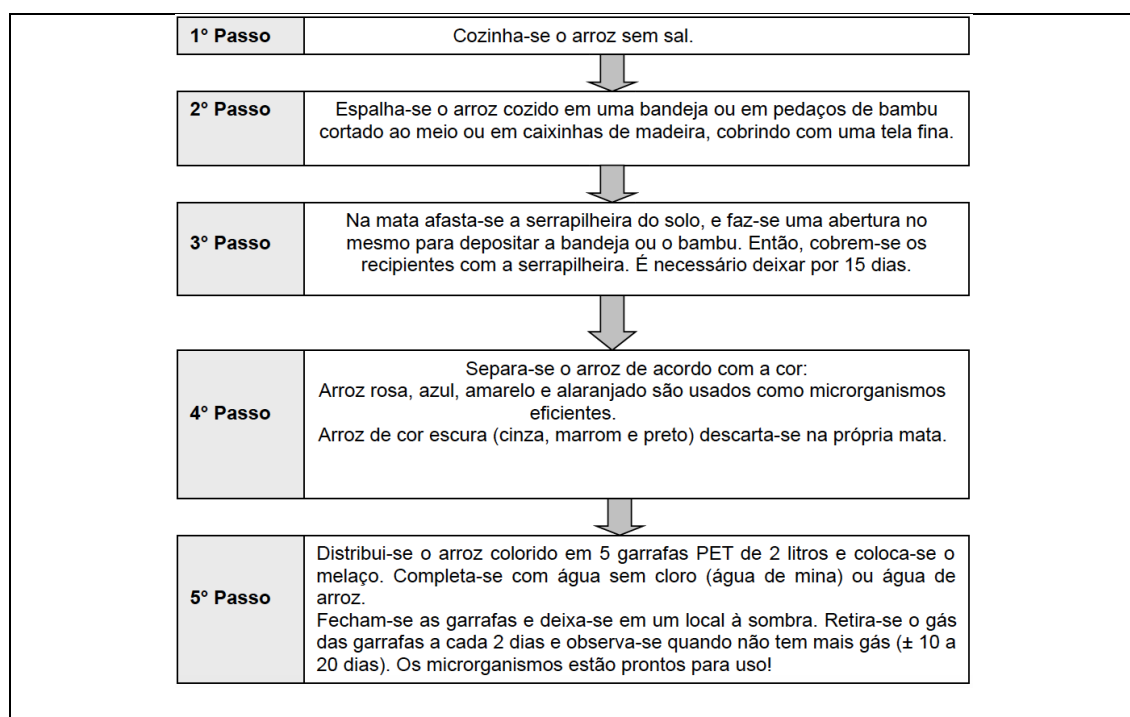 1° Passo
Cozinha-se o arroz sem sal.
2° Passo
Espalha-se o arroz cozido em uma bandeja ou em pedaços de bambu
cortado ao meio ou em caixinhas de madeira, cobrindo com uma tela fina.
3° Passo
Na mata afasta-se a serrapilheira do solo, e faz-se uma abertura no
mesmo para depositar a bandeja ou o bambu. Então, cobrem-se os
recipientes com a serrapilheira. É necessário deixar por 15 dias.
4° Passo
Separa-se o arroz de acordo com a cor:
Arroz rosa, azul, amarelo e alaranjado são usados como microrganismos
eficientes.
Arroz de cor escura (cinza, marrom e preto) descarta-se na própria mata.
5° Passo
Distribui-se o arroz colorido em 5 garrafas PET de 2 litros e coloca-se o
melaço. Completa-se com água sem cloro (água de mina) ou água de
arroz.
Fecham-se as garrafas e deixa-se em um local à sombra. Retira-se o gás
das garrafas a cada 2 dias e observa-se quando não tem mais gás (± 10 a
20 dias). Os microrganismos estão prontos para uso!